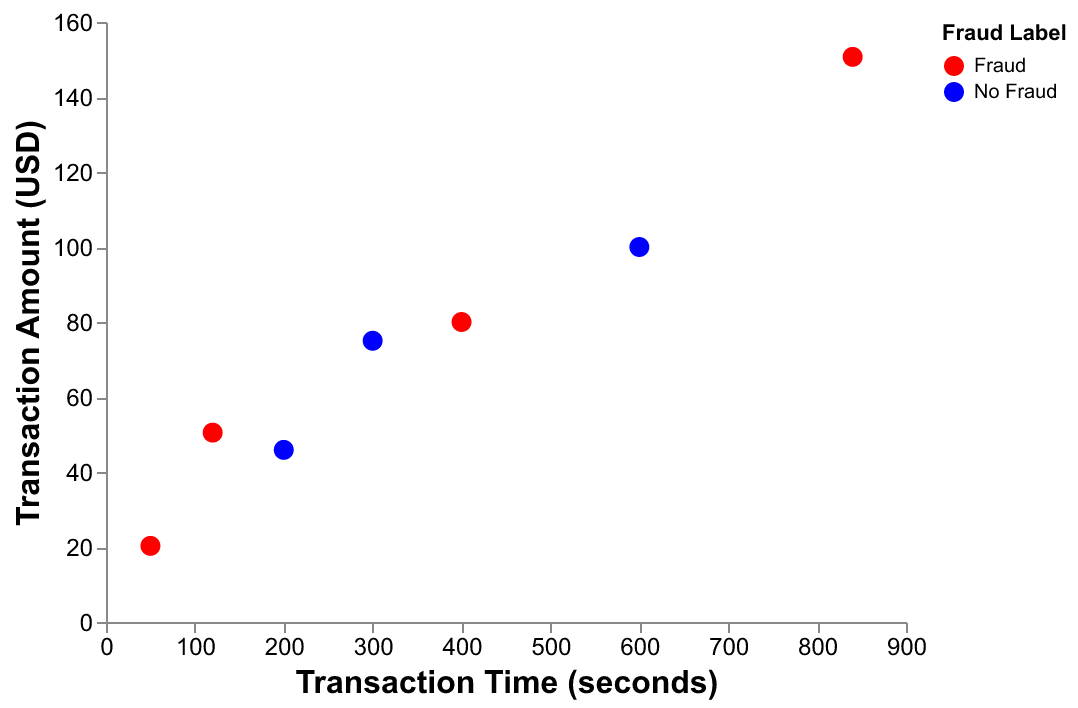 160
140
120
100
80
60
40
20
0
Transaction Amount (USD)
0 100 200 300 400 500 600 700 800 900
Transaction Time (seconds)
Fraud Label
Fraud
No Fraud